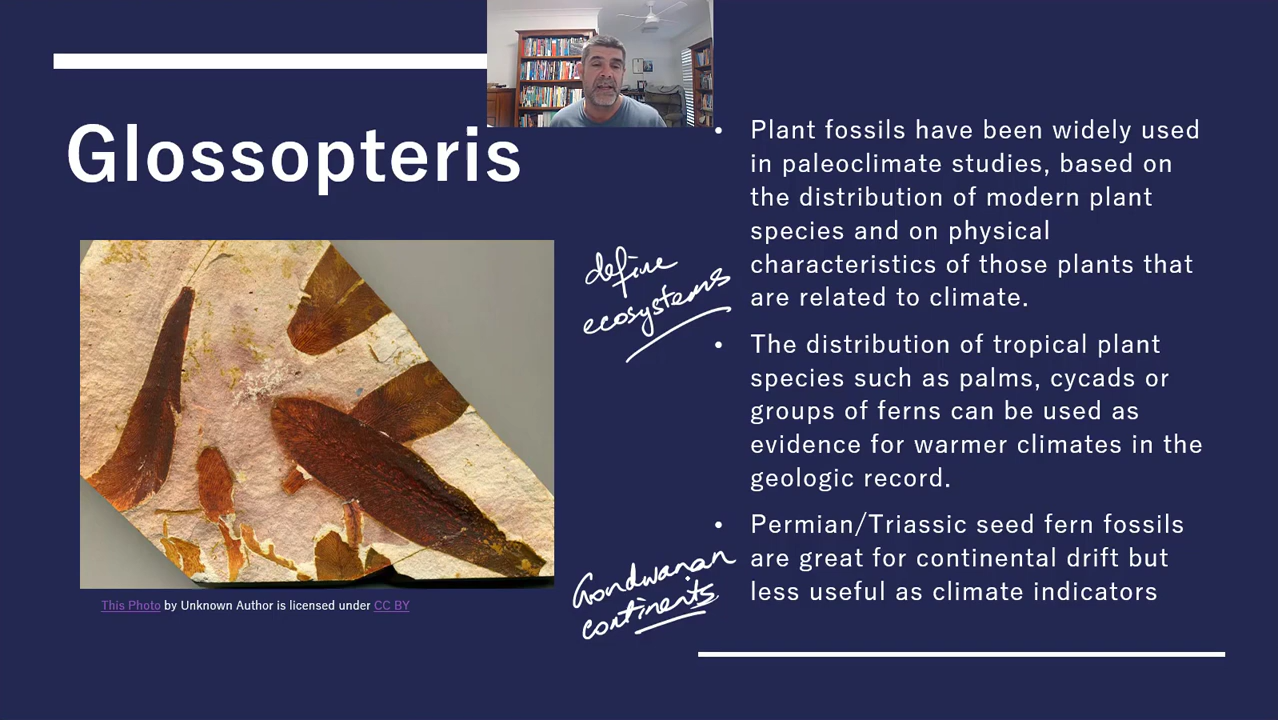 Glossopteris
Plant fossils have been widely used
in paleoclimate studies, based on
the distribution of modern plant
species and on physical
characteristics of those plants that
are related to climate.
define
ecosystems
The distribution of tropical plant
species such as palms, cycads or
groups of ferns can be used as
evidence for warmer climates in the
geologic record.
Permian/Triassic seed fern fossils
are great for continental drift but
less useful as climate indicators
Gondwanan
continents
This Photo by Unknown Author is licensed under CC BY